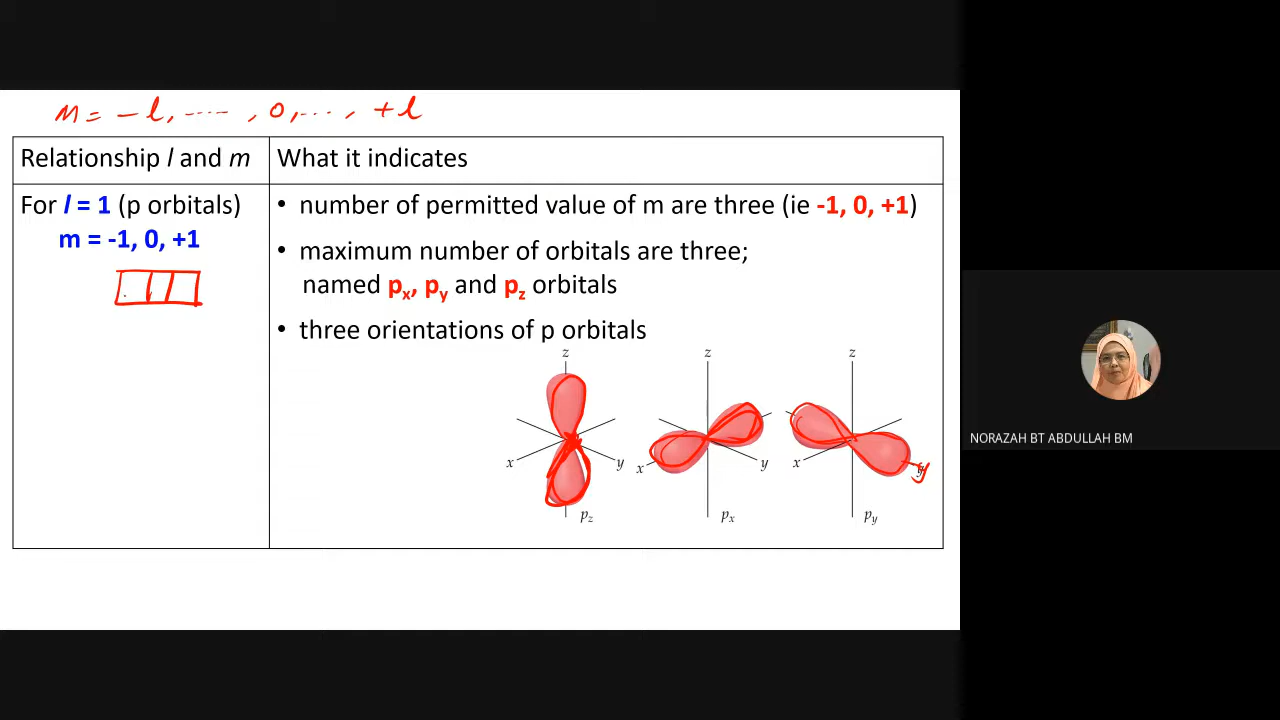 m = -l, ---- , 0, ... , +l
Relationship l and m
What it indicates
For l = 1 (p orbitals)
m = -1, 0, +1
• number of permitted value of m are three (ie -1, 0, +1)
• maximum number of orbitals are three;
named px, py and pz orbitals
• three orientations of p orbitals
z
x
y
pz
z
x
y
px
z
x
y
py
NORAZAH BT ABDULLAH BM